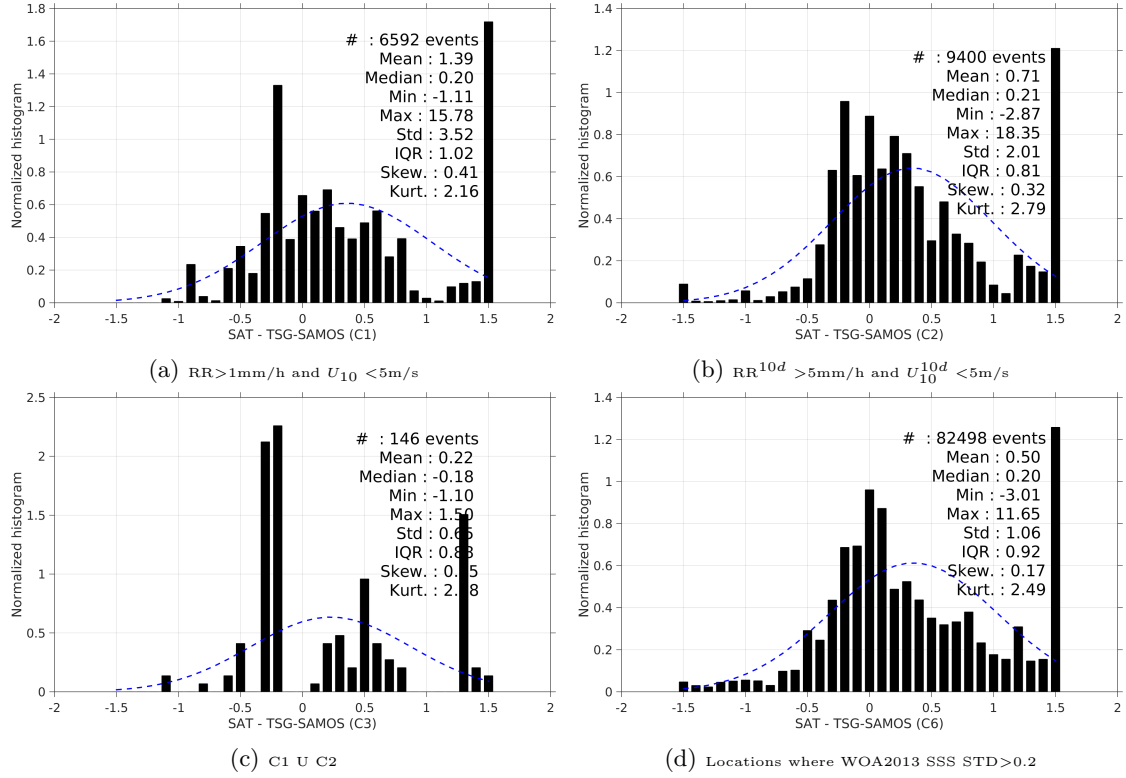 1.8
1.6
1.4
1.2
1
0.8
0.6
0.4
0.2
0
Normalized histogram
# : 6592 events
Mean : 1.39
Median : 0.20
Min : -1.11
Max : 15.78
Std : 3.52
IQR : 1.02
Skew. : 0.41
Kurt. : 2.16
-2 -1.5 -1 -0.5 0 0.5 1 1.5 2
SAT - TSG-SAMOS (C1)
(a) RR>1mm/h and U10 <5m/s
1.4
1.2
1
0.8
0.6
0.4
0.2
0
Normalized histogram
# : 9400 events
Mean : 0.71
Median : 0.21
Min : -2.87
Max : 18.35
Std : 2.01
IQR : 0.81
Skew. : 0.32
Kurt. : 2.79
-2 -1.5 -1 -0.5 0 0.5 1 1.5 2
SAT - TSG-SAMOS (C2)
(b) RR10d >5mm/h and U10 10d <5m/s
2.5
2
1.5
1
0.5
0
Normalized histogram
# : 146 events
Mean : 0.22
Median : -0.18
Min : -1.10
Max : 1.50
Std :
IQR :
Skew. :
Kurt. :
-2 -1.5 -1 -0.5 0 0.5 1 1.5 2
SAT - TSG-SAMOS (C3)
(c) C1 U C2
1.4
1.2
1
0.8
0.6
0.4
0.2
0
Normalized histogram
# : 82498 events
Mean : 0.50
Median : 0.20
Min : -3.01
Max : 11.65
Std : 1.06
IQR : 0.92
Skew. : 0.17
Kurt. : 2.49
-2 -1.5 -1 -0.5 0 0.5 1 1.5 2
SAT - TSG-SAMOS (C6)
(d) Locations where WOA2013 SSS STD>0.2